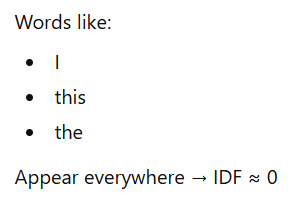 Words like:
• I
• this
• the
Appear everywhere → IDF ≈ 0